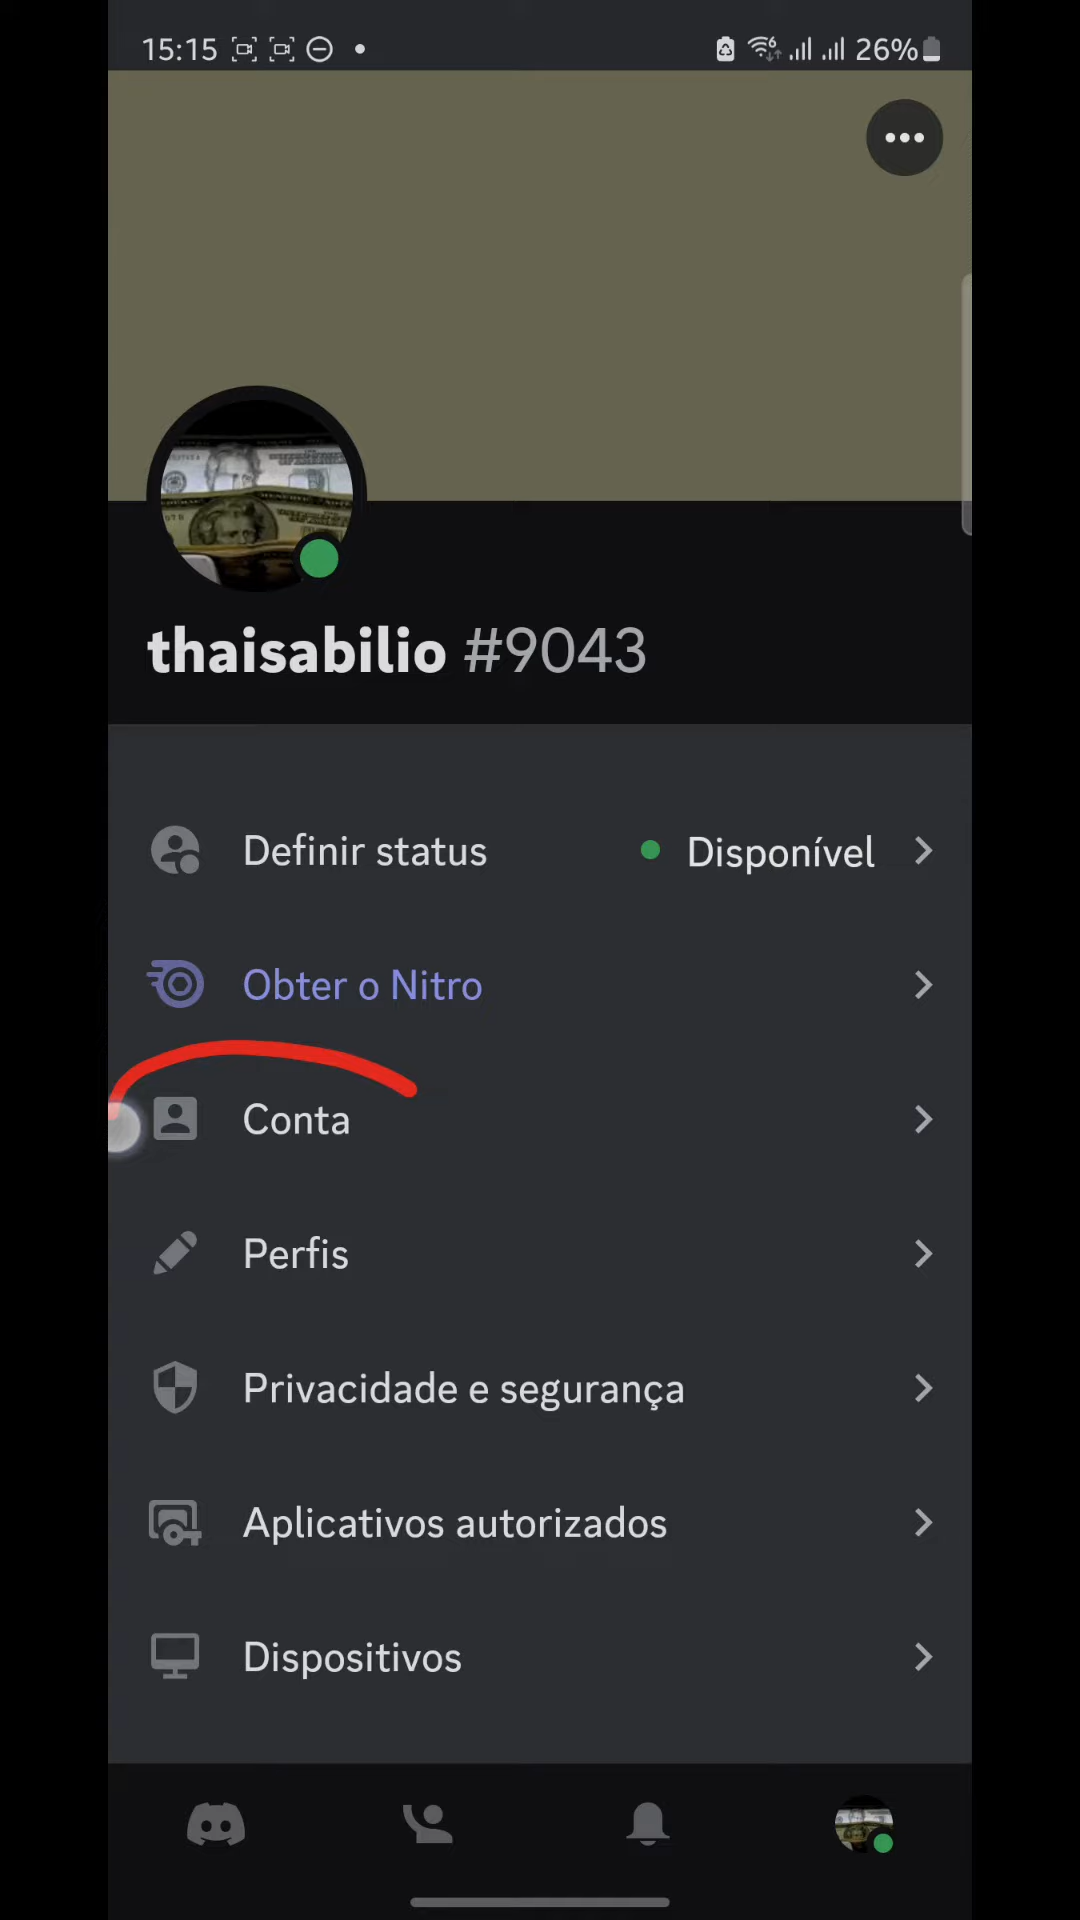 15:15 26%
thaisabilio #9043
Definir status Disponível
Obter o Nitro
Conta
Perfis
Privacidade e segurança
Aplicativos autorizados
Dispositivos